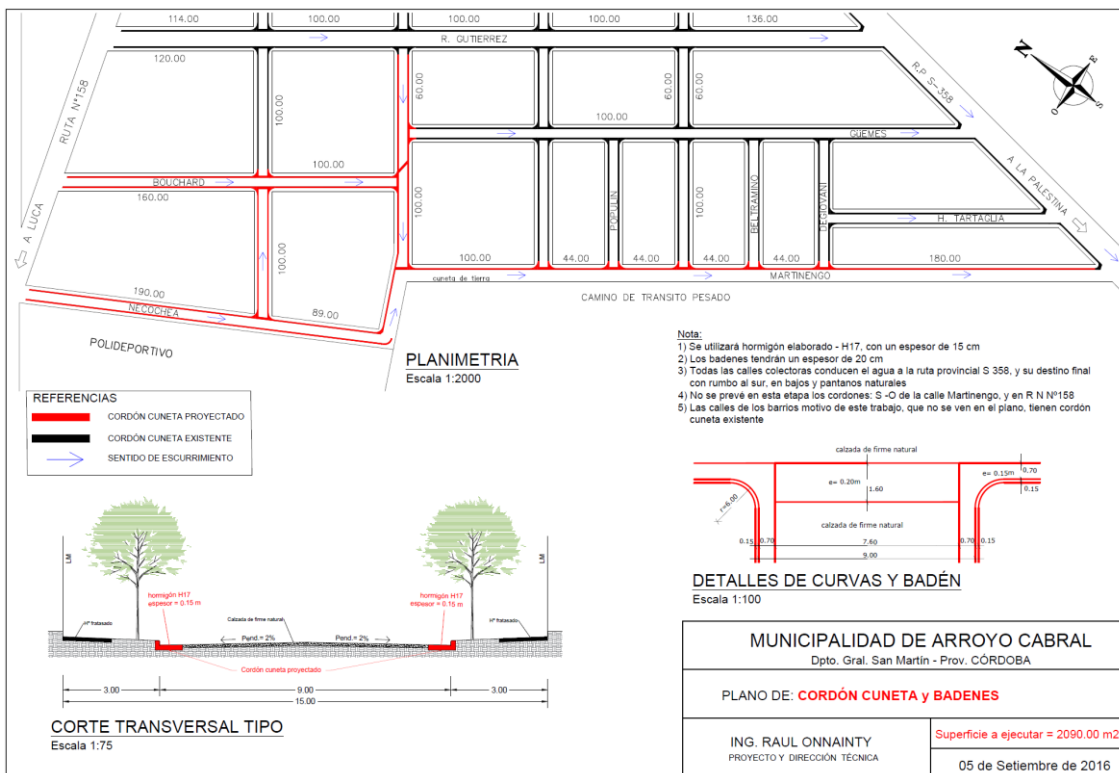 114.00
100.00
100.00
100.00
136.00
R. GUTIERREZ
120.00
RUTA N°158
100.00
60.00
60.00
60.00
100.00
R.P. S-358
N
E
S
O
GÜEMES
100.00
BOUCHARD
160.00
A LUCA
100.00
100.00
POPULIN
100.00
BELTRAMINO
DEGIOVANI
H. TARTAGLIA
A LA PALESTINA
100.00
44.00
44.00
44.00
44.00
180.00
cuneta de tierra
MARTINENGO
190.00
NECOCHEA
89.00
CAMINO DE TRANSITO PESADO
POLIDEPORTIVO
PLANIMETRIA
Escala 1:2000
Nota:
1) Se utilizará hormigón elaborado - H17, con un espesor de 15 cm
2) Los badenes tendrán un espesor de 20 cm
3) Todas las calles colectoras conducen el agua a la ruta provincial S 358, y su destino final
con rumbo al sur, en bajos y pantanos naturales
4) No se prevé en esta etapa los cordones: S -O de la calle Martinengo, y en R N Nº158
5) Las calles de los barrios motivo de este trabajo, que no se ven en el plano, tienen cordón
cuneta existente
REFERENCIAS
CORDÓN CUNETA PROYECTADO
CORDÓN CUNETA EXISTENTE
SENTIDO DE ESCURRIMIENTO
calzada de firme natural
e= 0.20m
1.60
e= 0.15m
0.70
0.15
r=6.00
calzada de firme natural
0.15
0.70
7.60
0.70
0.15
9.00
DETALLES DE CURVAS Y BADÉN
Escala 1:100
LM
LM
hormigón H17
espesor = 0.15 m
hormigón H17
espesor = 0.15 m
Hº fratasado
Calzada de firme natural
Hº fratasado
Pend.= 2%
Pend.= 2%
Cordón cuneta proyectado
3.00
9.00
3.00
15.00
CORTE TRANSVERSAL TIPO
Escala 1:75
MUNICIPALIDAD DE ARROYO CABRAL
Dpto. Gral. San Martín - Prov. CÓRDOBA
PLANO DE: CORDÓN CUNETA y BADENES
ING. RAUL ONNAINTY
PROYECTO Y DIRECCIÓN TÉCNICA
Superficie a ejecutar = 2090.00 m2
05 de Setiembre de 2016